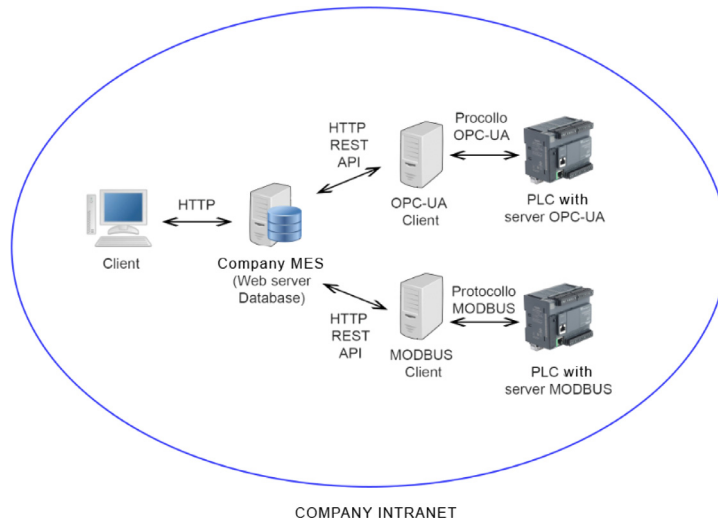 HTTP
REST
API
Procollo
OPC-UA
HTTP
OPC-UA
Client
PLC with
server OPC-UA
Client
Company MES
(Web server
Database)
HTTP
REST
API
Protocollo
MODBUS
MODBUS
Client
PLC with
server MODBUS
COMPANY INTRANET